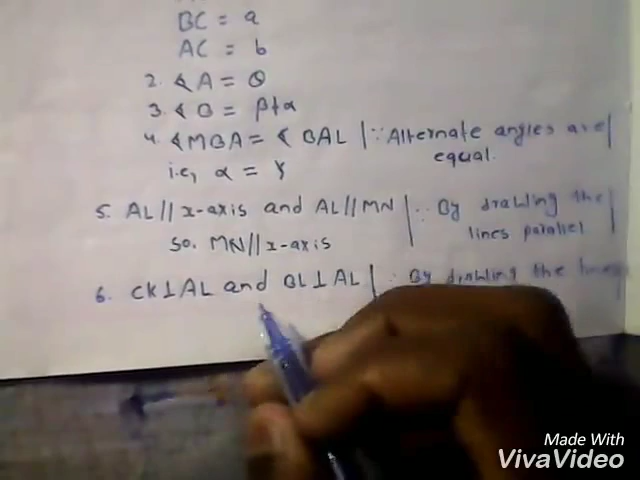 BC = a
AC = b
2. ∢ A = θ
3. ∢ B = β+α
4. ∢MBA = ∢ BAL | ∵ Alternate angles are
equal.
i.e, α = γ
5. AL // x-axis and AL // MN | ∵ By drawing the
lines parallel
So. MN // x-axis
6. CK ⊥ AL and BL ⊥ AL | ∵ By drawing the lines
Made With
VivaVideo